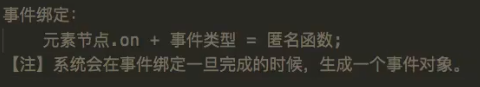 事件绑定：
元素节点.on + 事件类型 = 匿名函数;
【注】系统会在事件绑定一旦完成的时候，生成一个事件对象。